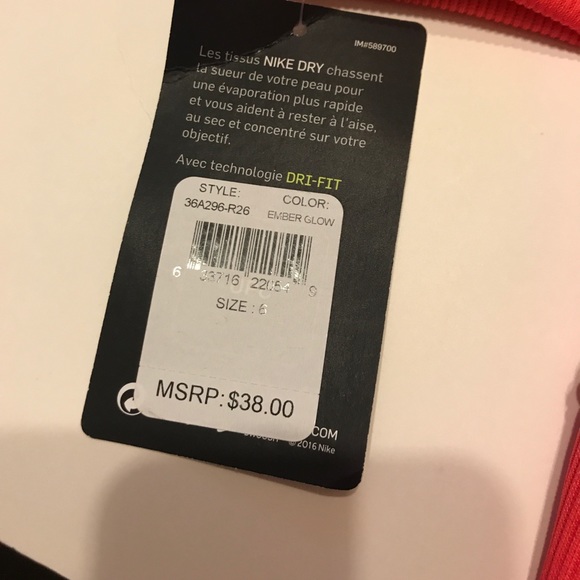 IM#589700
Les tissus NIKE DRY chassent
la sueur de votre peau pour
une évaporation plus rapide
et vous aident à rester à l'aise,
au sec et concentré sur votre
objectif.
Avec technologie DRI-FIT
STYLE: COLOR:
36A296-R26 EMBER GLOW
SIZE : 6
MSRP: $38.00
.COM
©2016 Nike